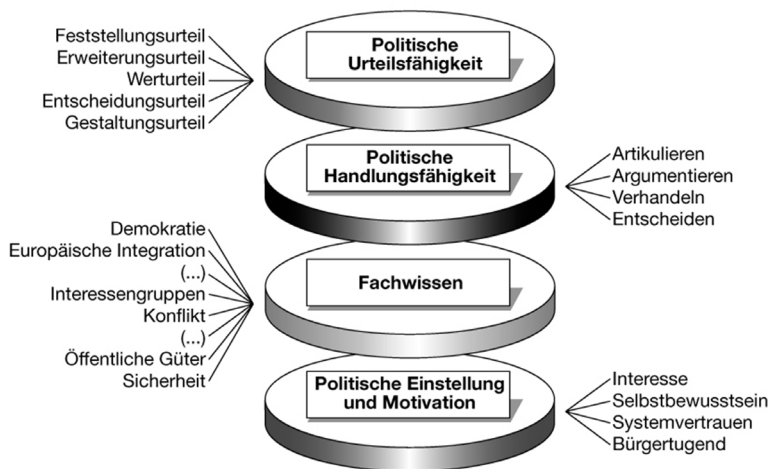 Feststellungsurteil
Erweiterungsurteil
Werturteil
Entscheidungsurteil
Gestaltungsurteil
Politische
Urteilsfähigkeit
Politische
Handlungsfähigkeit
Artikulieren
Argumentieren
Verhandeln
Entscheiden
Demokratie
Europäische Integration
(...)
Interessengruppen
Konflikt
(...)
Öffentliche Güter
Sicherheit
Fachwissen
Politische Einstellung
und Motivation
Interesse
Selbstbewusstsein
Systemvertrauen
Bürgertugend